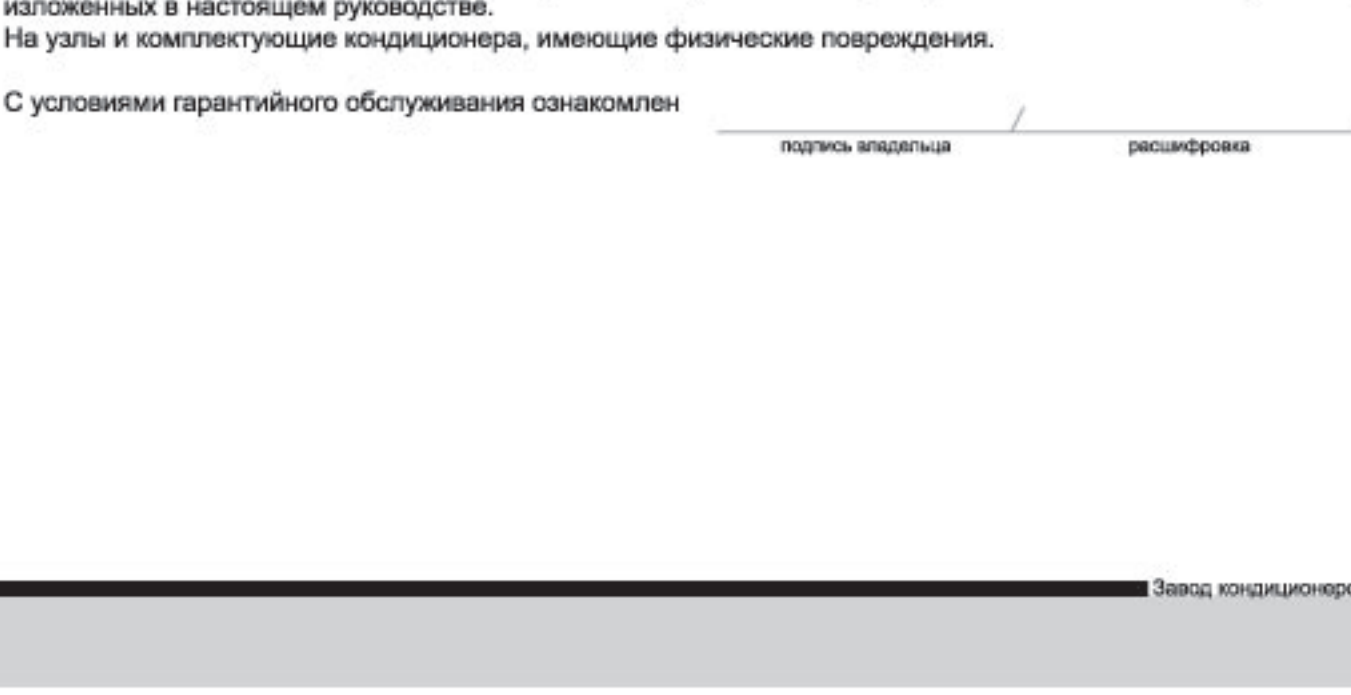 изложенных в настоящем руководстве.
На узлы и комплектующие кондиционера, имеющие физические повреждения.
С условиями гарантийного обслуживания ознакомлен
/
подпись владельца расшифровка
Завод кондиционеро